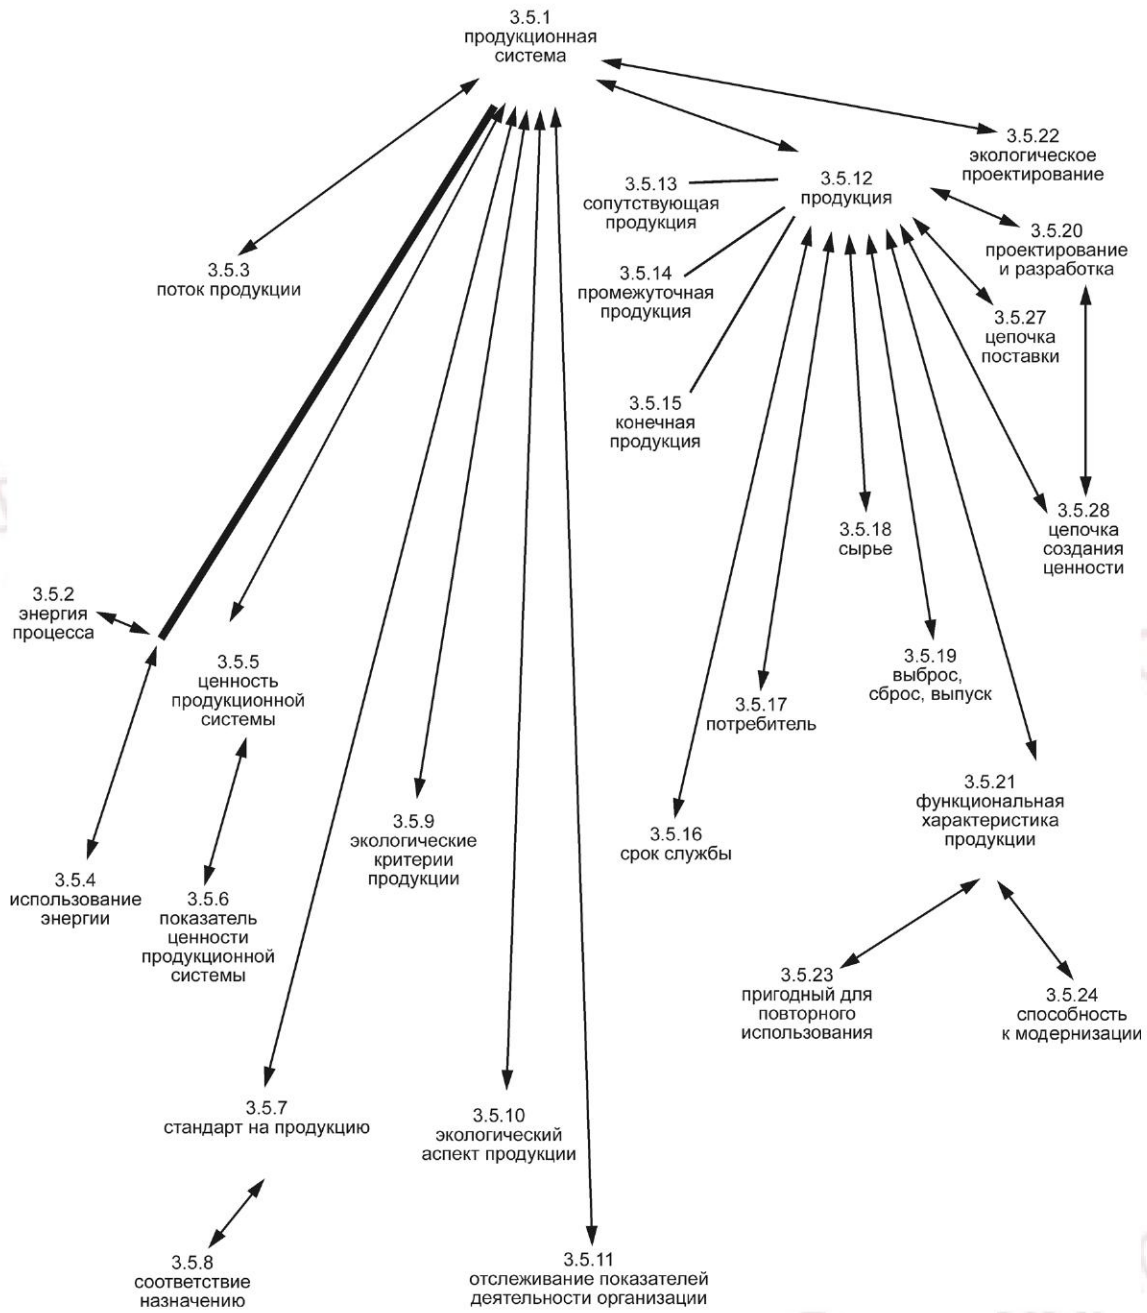 3.5.1
продукционная
система
3.5.22
экологическое
проектирование
3.5.13
сопутствующая
продукция
3.5.12
продукция
3.5.20
проектирование
и разработка
3.5.3
поток продукции
3.5.14
промежуточная
продукция
3.5.27
цепочка
поставки
3.5.15
конечная
продукция
3.5.28
цепочка
создания
ценности
3.5.18
сырье
3.5.2
энергия
процесса
3.5.5
ценность
продукционной
системы
3.5.19
выброс,
сброс, выпуск
3.5.17
потребитель
3.5.21
функциональная
характеристика
продукции
3.5.9
экологические
критерии
продукции
3.5.16
срок службы
3.5.4
использование
энергии
3.5.6
показатель
ценности
продукционной
системы
3.5.23
пригодный для
повторного
использования
3.5.24
способность
к модернизации
3.5.7
стандарт на продукцию
3.5.10
экологический
аспект продукции
3.5.8
соответствие
назначению
3.5.11
отслеживание показателей
деятельности организации